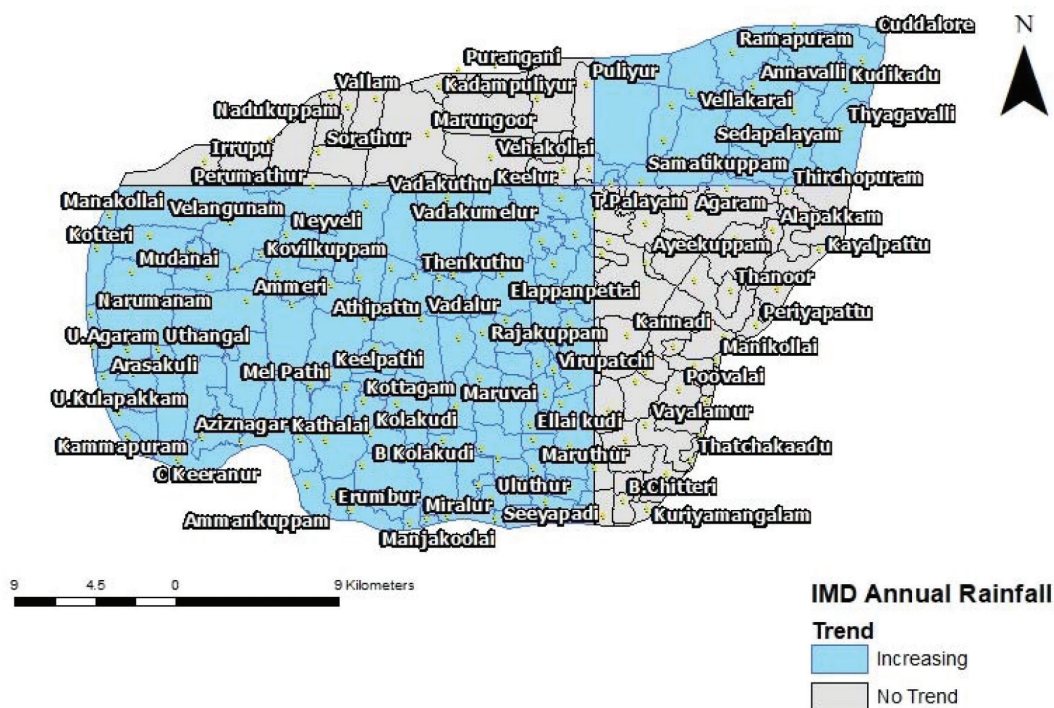 Cuddalore
N
Ramapuram
Purangani
Puliyur
Annavalli
Kudikadu
Vallam
Kadampuliyur
Vellakarai
Nadukuppam
Thyagavalli
Marungoor
Sorathur
Sedapalayam
Irrupu
Vehakollai
Samatikuppam
Perumathur
Keelur
Thirchopuram
Vadakuthu
Manakollai
Velangunam
Vadakumelur
T.Palayam
Agaram
Neyveli
Alapakkam
Kotteri
Kovilkuppam
Ayeekuppam
Kayalpattu
Mudanai
Thenkuthu
Thanoor
Ammeri
Elappanpettai
Narumanam
Athipattu
Vadalur
Periyapattu
Kannadi
U.Agaram
Uthangal
Rajakuppam
Manikollai
Keelpathi
Virupatchi
Arasakuli
Mel Pathi
Poovalai
Kottagam
Maruvai
U.Kulapakkam
Vayalamur
Kolakudi
Ellai kudi
Aziznagar
Kathalai
Kammapuram
Thatchakaadu
B Kolakudi
Maruthur
C Keeranur
Uluthur
B.Chitteri
Erumbur
Miralur
Seeyapadi
Kuriyamangalam
Ammankuppam
Manjakoolai
9 4.5 0 9 Kilometers
IMD Annual Rainfall
Trend
Increasing
No Trend